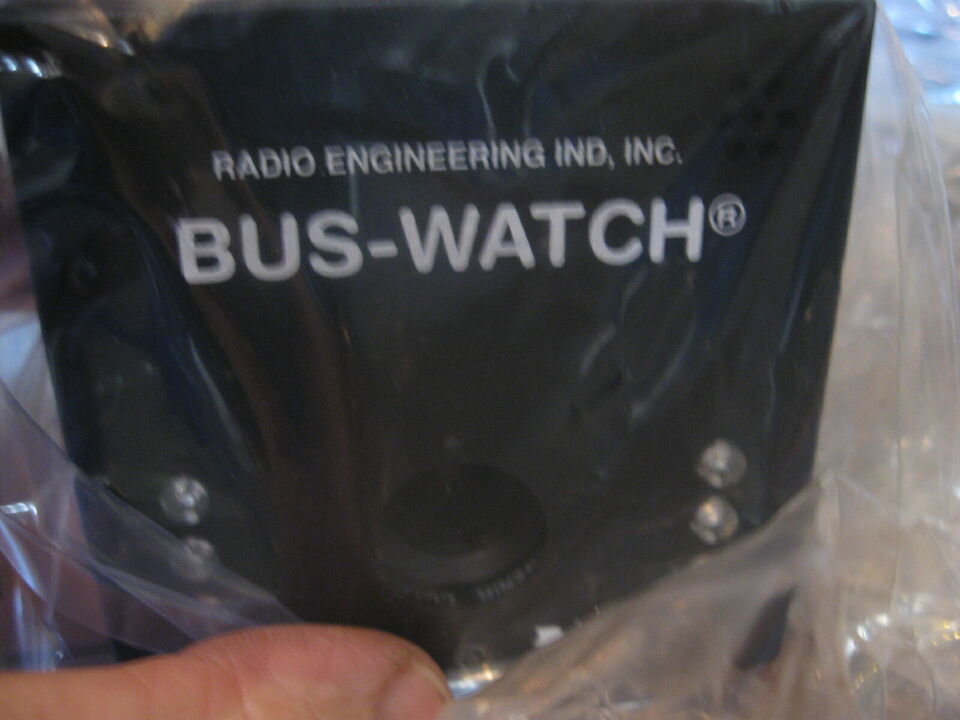 RADIO ENGINEERING IND, INC.
BUS-WATCH®